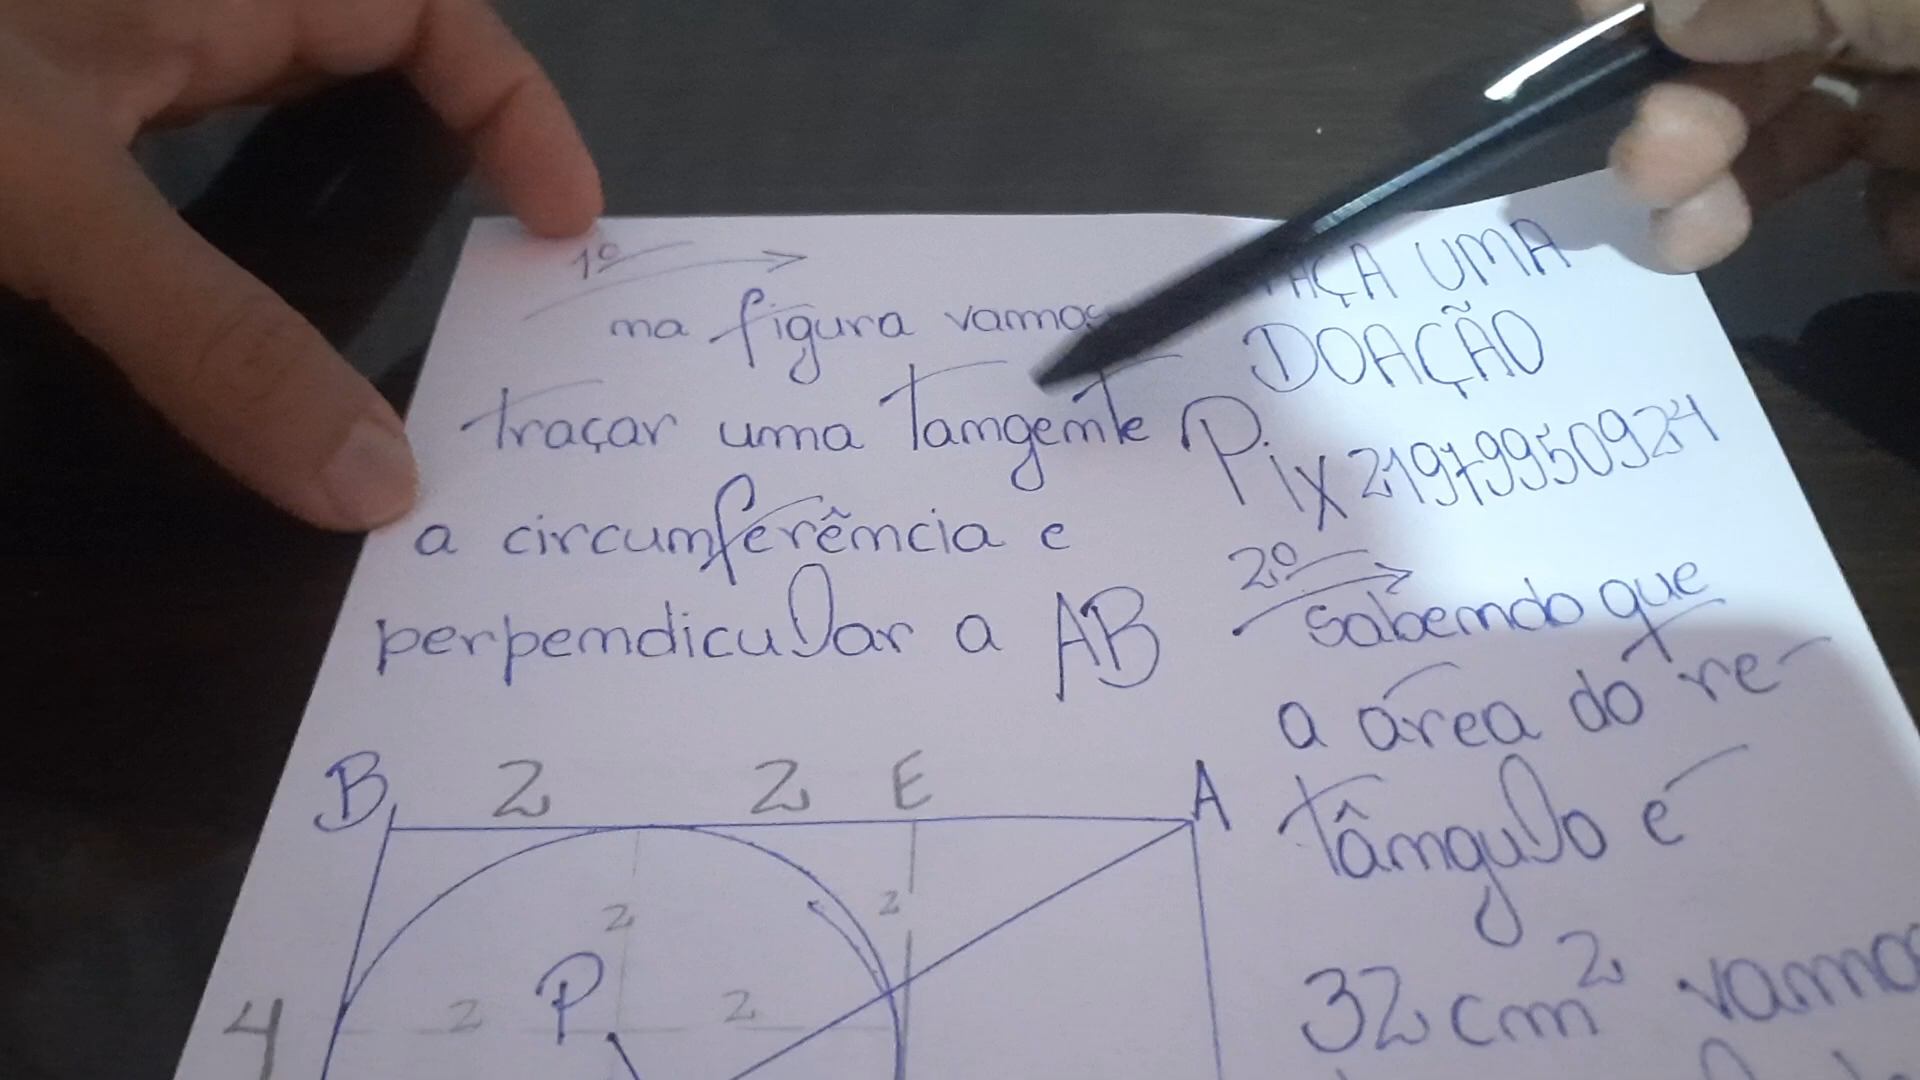 1º
na figura vamos
traçar uma tangente
a circunferência e
perpendicular a AB
FAÇA UMA
DOAÇÃO
Pix 21979950924
2º
sabendo que
a área do re-
tângulo é
32 cm² vamos
B 2 2 E A
2 2
P
4 2 2